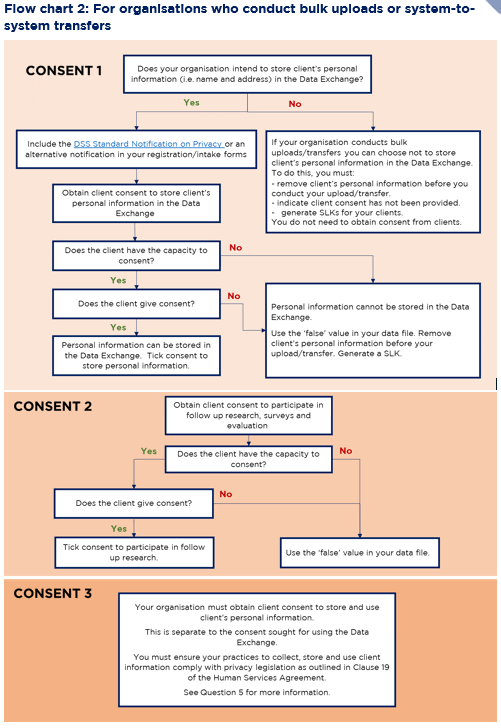 Flow chart 2: For organisations who conduct bulk uploads or system-to-
system transfers
CONSENT 1
Does your organisation intend to store client's personal
information (i.e. name and address) in the Data Exchange?
Yes
No
Include the DSS Standard Notification on Privacy or an
alternative notification in your registration/intake forms
If your organisation conducts bulk
uploads/transfers you can choose not to store
client's personal information in the Data Exchange.
To do this, you must:
- remove client's personal information before you
conduct your upload/transfer.
- indicate client consent has not been provided.
- generate SLKs for your clients.
You do not need to obtain consent from clients.
Obtain client consent to store client's
personal information in the Data
Exchange
Does the client have the capacity to
consent?
No
Yes
Does the client give consent?
No
Yes
Personal information cannot be stored in the Data
Exchange.
Use the 'false' value in your data file. Remove
client's personal information before your
upload/transfer. Generate a SLK.
Personal information can be stored in
the Data Exchange. Tick consent to
store personal information.
CONSENT 2
Obtain client consent to participate in
follow up research, surveys and
evaluation
Yes
Does the client have the capacity to
consent?
No
Does the client give consent?
No
Yes
Tick consent to participate in follow
up research.
Use the 'false' value in your data file.
CONSENT 3
Your organisation must obtain client consent to store and use
client's personal information.
This is separate to the consent sought for using the Data
Exchange.
You must ensure your practices to collect, store and use client
information comply with privacy legislation as outlined in Clause 19
of the Human Services Agreement.
See Question 5 for more information.